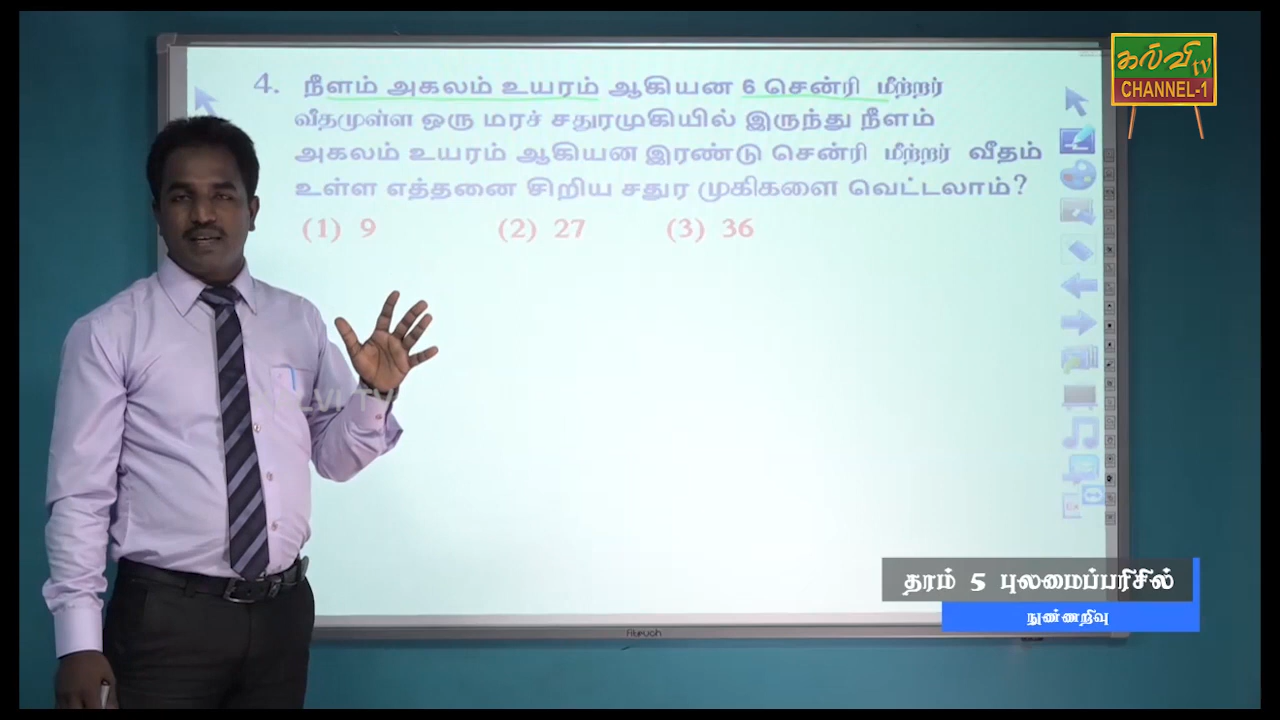 கல்வி
tv
CHANNEL-1
4. நீளம் அகலம் உயரம் ஆகியன 6 சென்ரி மீற்றர்
வீதமுள்ள ஒரு மரச் சதுரமுகியில் இருந்து நீளம்
அகலம் உயரம் ஆகியன இரண்டு சென்ரி மீற்றர் வீதம்
உள்ள எத்தனை சிறிய சதுர முகிகளை வெட்டலாம்?
(1) 9 (2) 27 (3) 36
LVI TV
தரம் 5 புலமைப்பரிசில்
நுண்ணறிவு